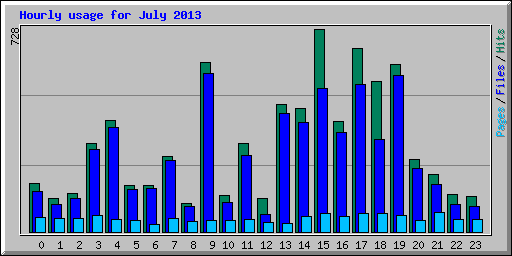 Hourly usage for July 2013
728
Pages / Files / Hits
0 1 2 3 4 5 6 7 8 9 10 11 12 13 14 15 16 17 18 19 20 21 22 23